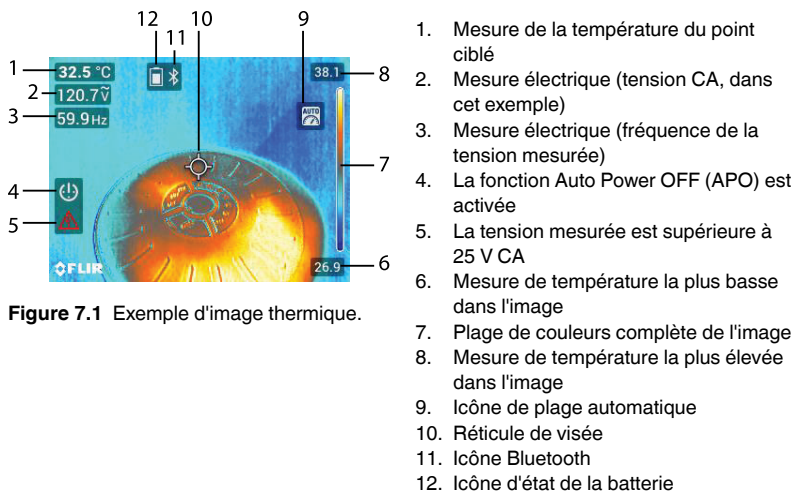 12
10
9
11
1
32.5 °C
38.1
8
2
120.7Ṽ
3
59.9 Hz
AUTO
7
4
5
FLIR
26.9
6
Figure 7.1 Exemple d'image thermique.
1. Mesure de la température du point
ciblé
2. Mesure électrique (tension CA, dans
cet exemple)
3. Mesure électrique (fréquence de la
tension mesurée)
4. La fonction Auto Power OFF (APO) est
activée
5. La tension mesurée est supérieure à
25 V CA
6. Mesure de température la plus basse
dans l'image
7. Plage de couleurs complète de l'image
8. Mesure de température la plus élevée
dans l'image
9. Icône de plage automatique
10. Réticule de visée
11. Icône Bluetooth
12. Icône d'état de la batterie